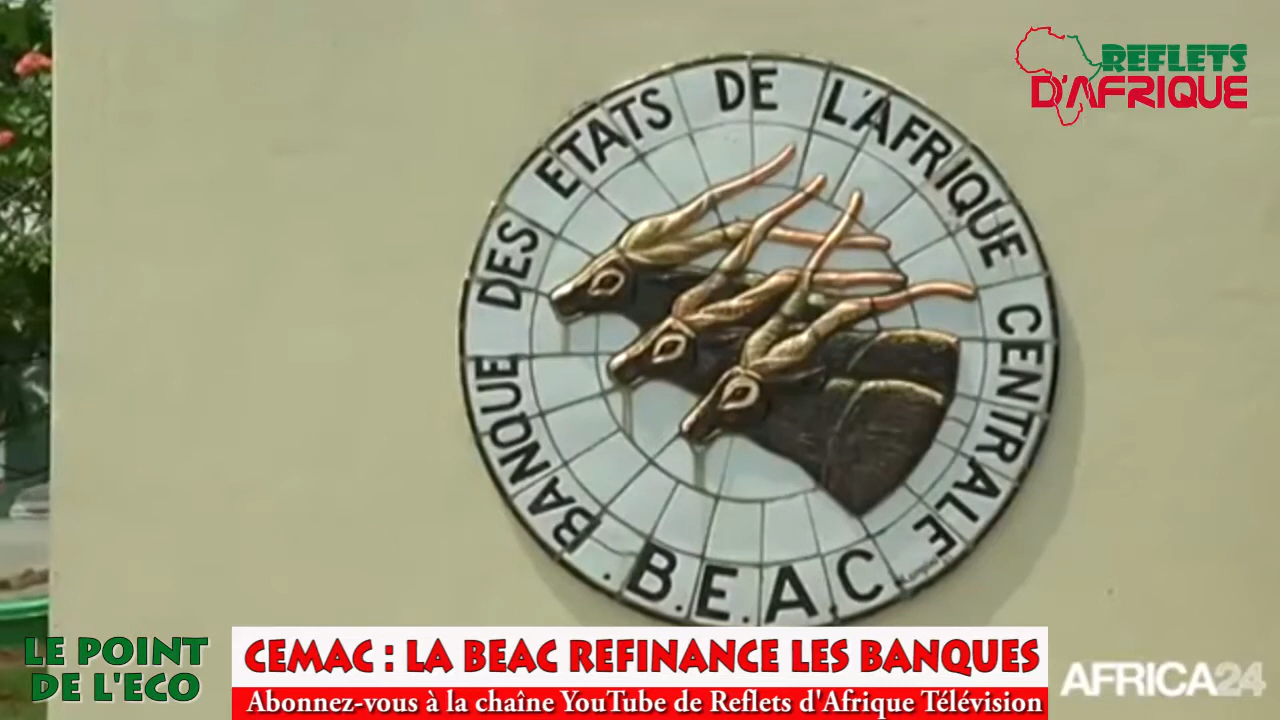 REFLETS
D'AFRIQUE
BANQUE DES ETATS DE L'AFRIQUE CENTRALE
.B.E.A.C
LE POINT
DE L'ECO
CEMAC : LA BEAC REFINANCE LES BANQUES
Abonnez-vous à la chaîne YouTube de Reflets d'Afrique Télévision
AFRICA24